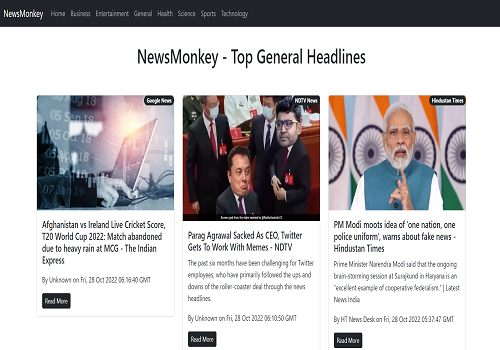 NewsMonkey Home Business Entertainment General Health Science Sports Technology
NewsMonkey - Top General Headlines
Google News
Afghanistan vs Ireland Live Cricket Score,
T20 World Cup 2022: Match abandoned
due to heavy rain at MCG - The Indian
Express
By Unknown on Fri, 28 Oct 2022 06:16:40 GMT
Read More
NDTV News
Parag Agrawal Sacked As CEO, Twitter
Gets To Work With Memes - NDTV
The past six months have been challenging for Twitter
employees, who have primarily followed the ups and
downs of the roller-coaster deal through the news
headlines.
By Unknown on Fri, 28 Oct 2022 06:10:50 GMT
Read More
Hindustan Times
PM Modi moots idea of 'one nation, one
police uniform', warns about fake news -
Hindustan Times
Prime Minister Narendra Modi said that the ongoing
brain-storming session at Surajkund in Haryana is an
"excellent example of cooperative federalism." | Latest
News India
By HT News Desk on Fri, 28 Oct 2022 05:37:47 GMT
Read More